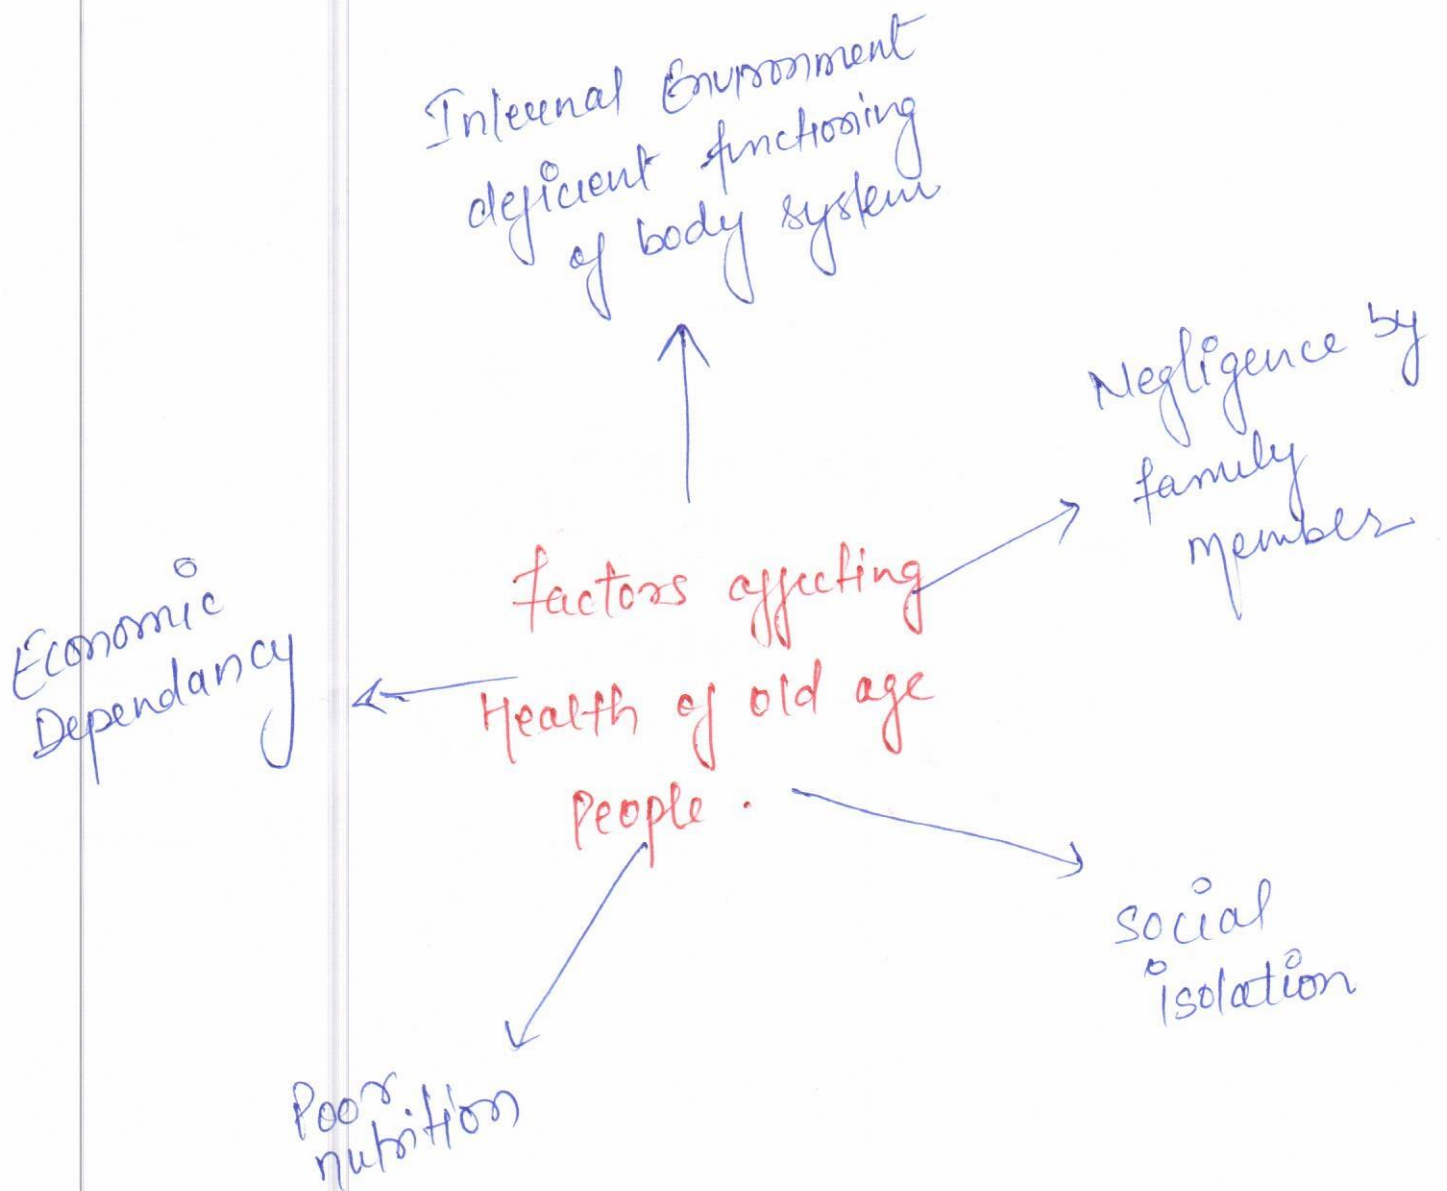 Internal Environment
deficient functioning
of body system
Negligence by
family
member
Factors affecting
Health of old age
People.
Economic
Dependancy
Social
isolation
Poor
nutrition